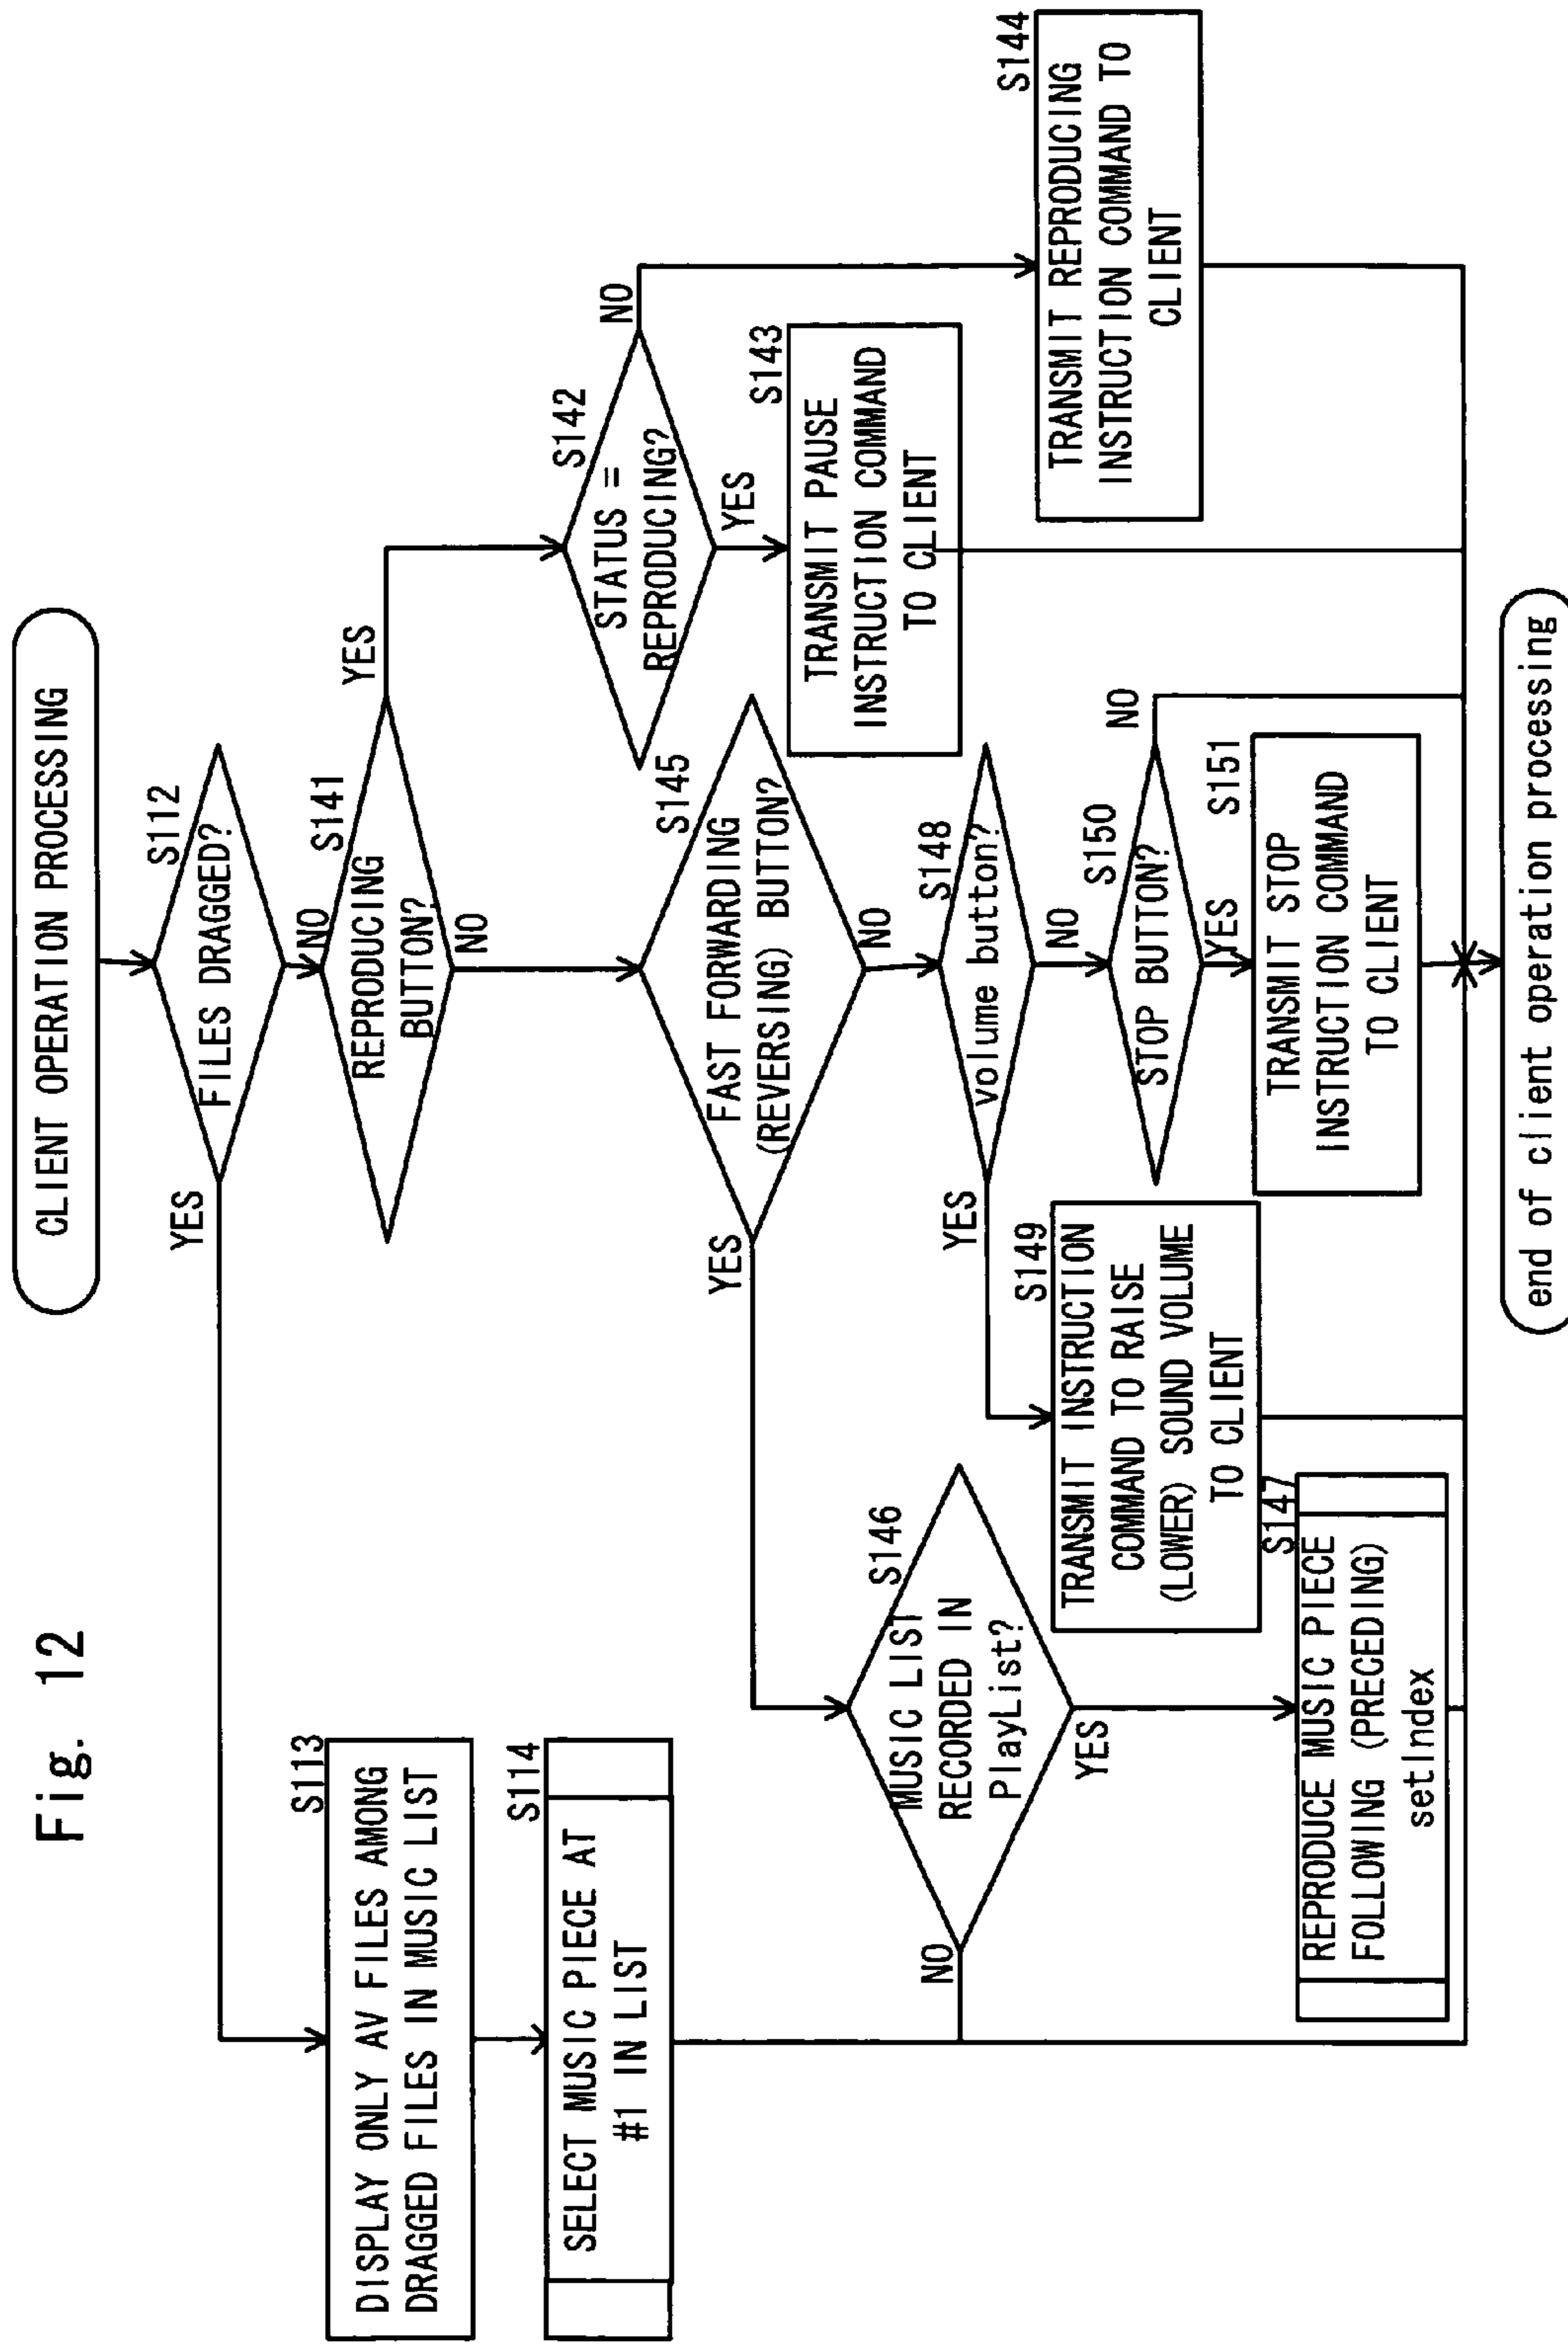 Fig. 12
CLIENT OPERATION PROCESSING
S112
FILES DRAGGED?
YES
NO
S113
DISPLAY ONLY AV FILES AMONG
DRAGGED FILES IN MUSIC LIST
S114
SELECT MUSIC PIECE AT
#1 IN LIST
S141
REPRODUCING
BUTTON?
YES
NO
S142
STATUS =
REPRODUCING?
NO
YES
S143
TRANSMIT PAUSE
INSTRUCTION COMMAND
TO CLIENT
S144
TRANSMIT REPRODUCING
INSTRUCTION COMMAND TO
CLIENT
S145
FAST FORWARDING
(REVERSING) BUTTON?
YES
NO
S146
MUSIC LIST
RECORDED IN
PlayList?
NO
YES
S147
REPRODUCE MUSIC PIECE
FOLLOWING (PRECEDING)
setIndex
S148
volume button?
YES
NO
S149
TRANSMIT INSTRUCTION
COMMAND TO RAISE
(LOWER) SOUND VOLUME
TO CLIENT
S150
STOP BUTTON?
NO
YES
S151
TRANSMIT STOP
INSTRUCTION COMMAND
TO CLIENT
end of client operation processing